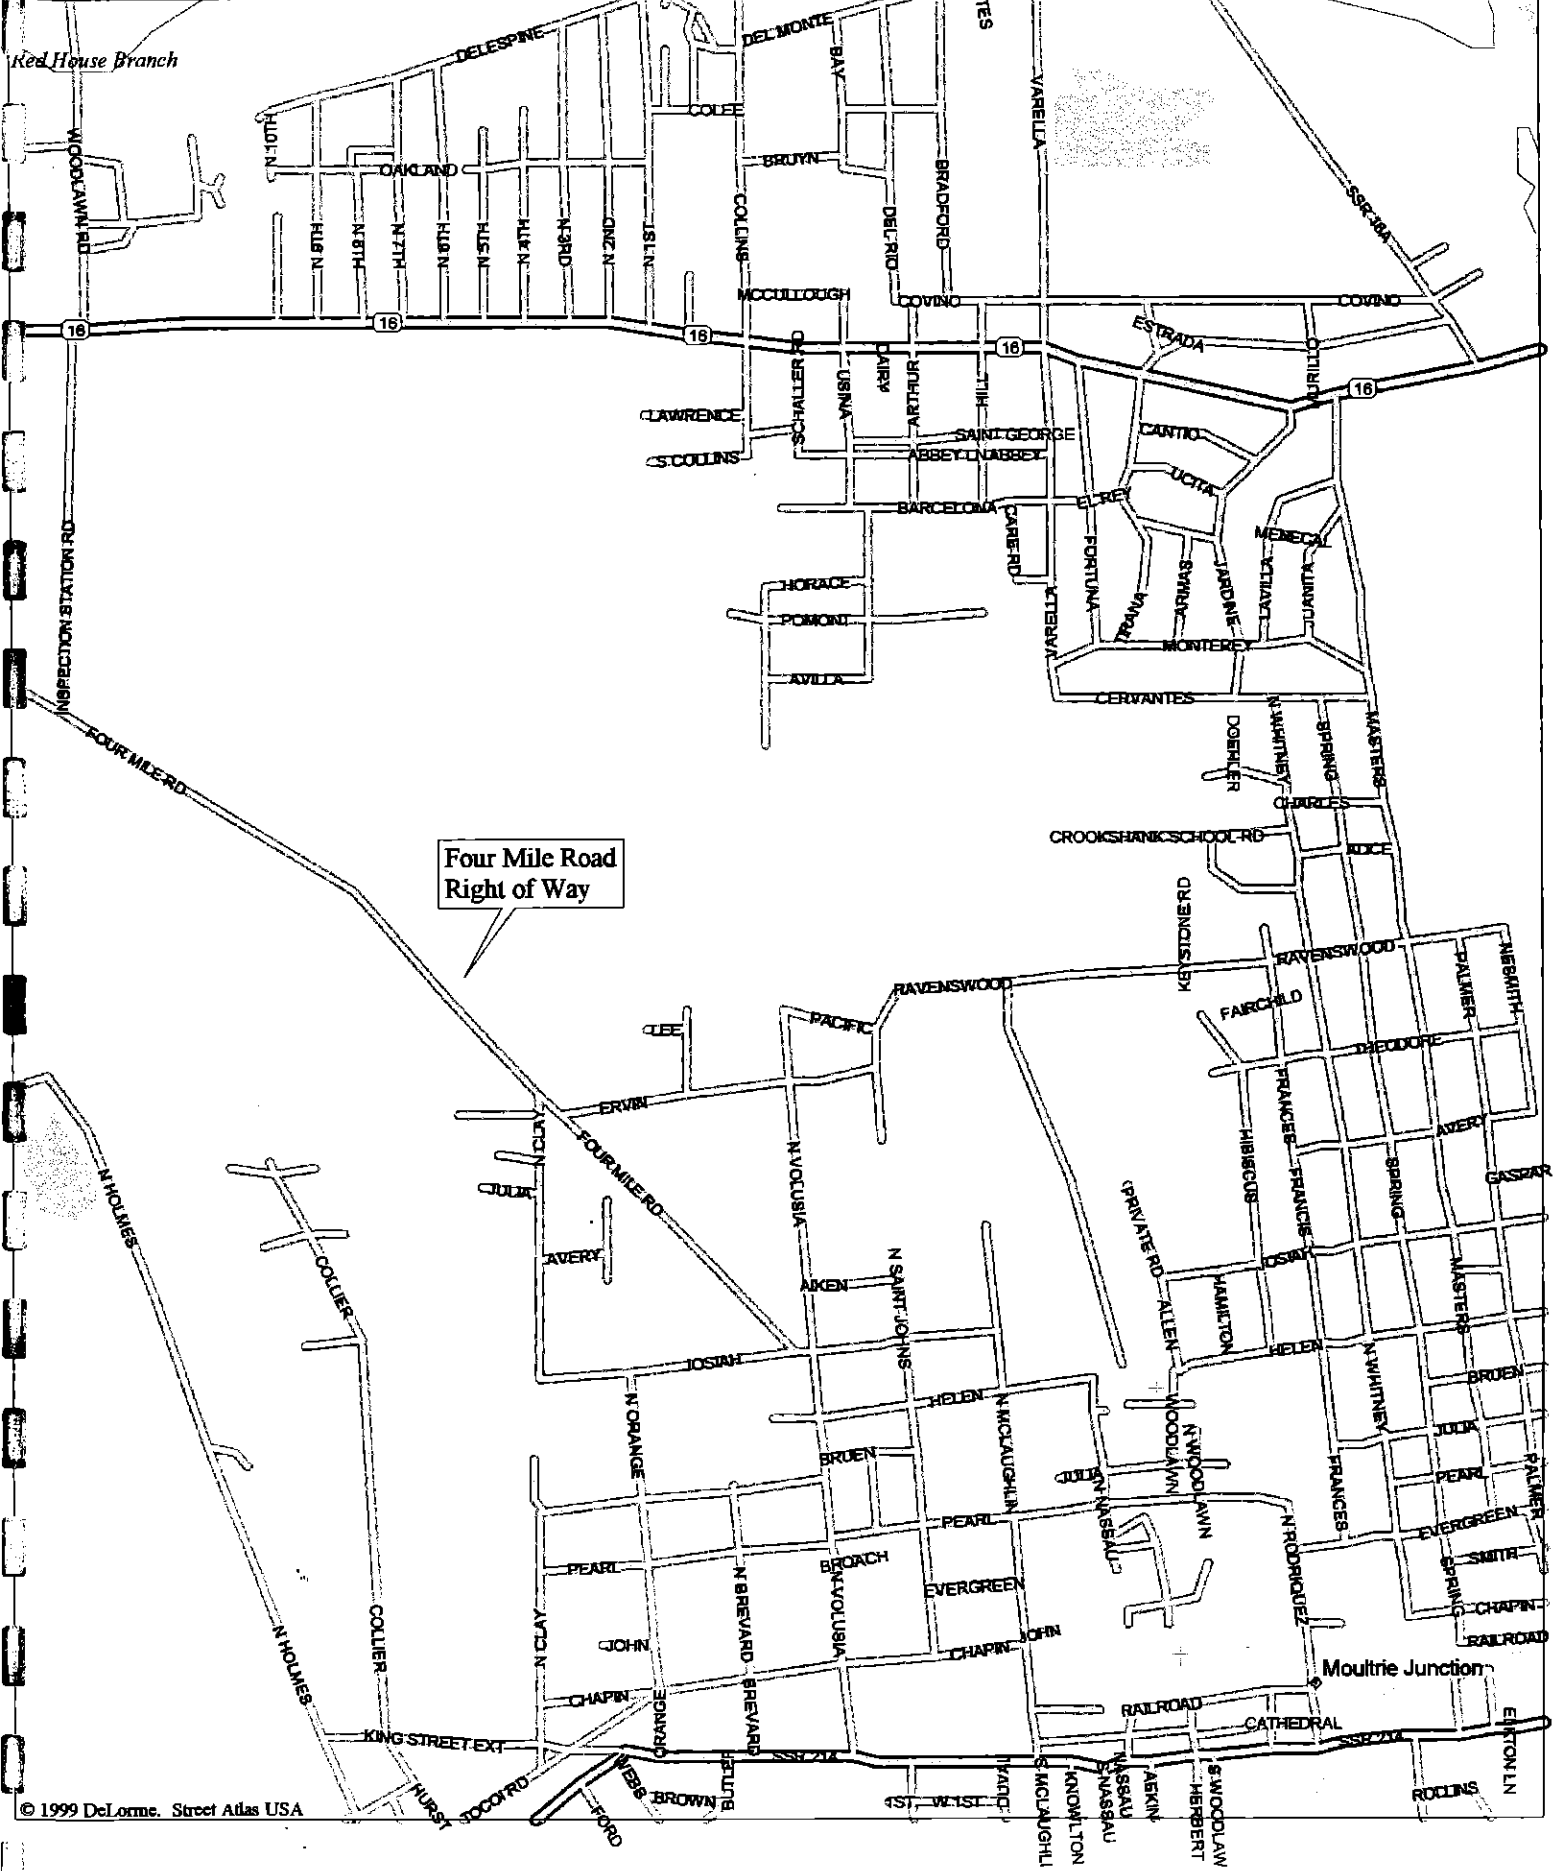 Red House Branch
DELESPINE
DEL MONTE
BAY
VARELLA
COLEE
N 10TH
WOODLAWN RD
OAKLAND
BRUYN
BRADFORD
SSR 16A
COLLINS
DEL RIO
N 9TH
N 8TH
N 7TH
N 6TH
N 5TH
N 4TH
N 3RD
N 2ND
N 1ST
MCCULLOUGH
COVINO
COVINO
16
16
16
16
16
ESTRADA
MURILLO
SCHALLER RD
USINA
DAIRY
ARTHUR
HILL
LAWRENCE
S COLLINS
SAINT GEORGE
ABBEY LN
ABBEY
CANTIO
UCITA
BARCELONA
EL REY
CARE RD
FORTUNA
MENECAL
INSPECTION STATION RD
HORACE
POMONT
AVILLA
VARELLA
TIRANA
ARMAS
JARDINE
LAVILLA
JUANITA
MONTEREY
CERVANTES
DOEHLER
N WHITNEY
SPRING
MASTERS
FOUR MILE RD
CHARLES
CROOKSHANK SCHOOL RD
ALICE
Four Mile Road
Right of Way
KEYSTONE RD
RAVENSWOOD
RAVENSWOOD
PALMER
NESMITH
FAIRCHILD
LEE
PACIFIC
THEODORE
ERVIN
FRANCES
N CLAY
FOUR MILE RD
N VOLUSIA
HIBISCUS
AVERY
N HOLMES
JULIA
FRANCIS
SPRING
GASPAR
PRIVATE RD
AVERY
COLLIER
AIKEN
N SAINT JOHNS
JOSIAH
HAMILTON
MASTERS
ALLEN
JOSIAH
HELEN
N WHITNEY
BRUEN
N ORANGE
HELEN
N MCLAUGHLIN
WOODLAWN
N WOODLAWN
JULIA
BRUEN
JULIA
N NASSAU
FRANCES
PEARL
PALMER
PEARL
N RODRIQUEZ
EVERGREEN
PEARL
BROACH
SMITH
EVERGREEN
N BREVARD
N VOLUSIA
SPRING
CHAPIN
N CLAY
COLLIER
N HOLMES
JOHN
CHAPIN
JOHN
RAILROAD
Moultrie Junction
CHAPIN
ORANGE
BREVARD
RAILROAD
CATHEDRAL
KING STREET EXT
SSR 214
SSR 214
ELKTON LN
WEBB
BUTLER
HURST
TOCOI RD
FORD
BROWN
1ST
W 1ST
DADE
S MCLAUGHLI
KNOWLTON
S NASSAU
NASSAU
AEKIN
HERBERT
S WOODLAW
ROLLINS
© 1999 DeLorme. Street Atlas USA